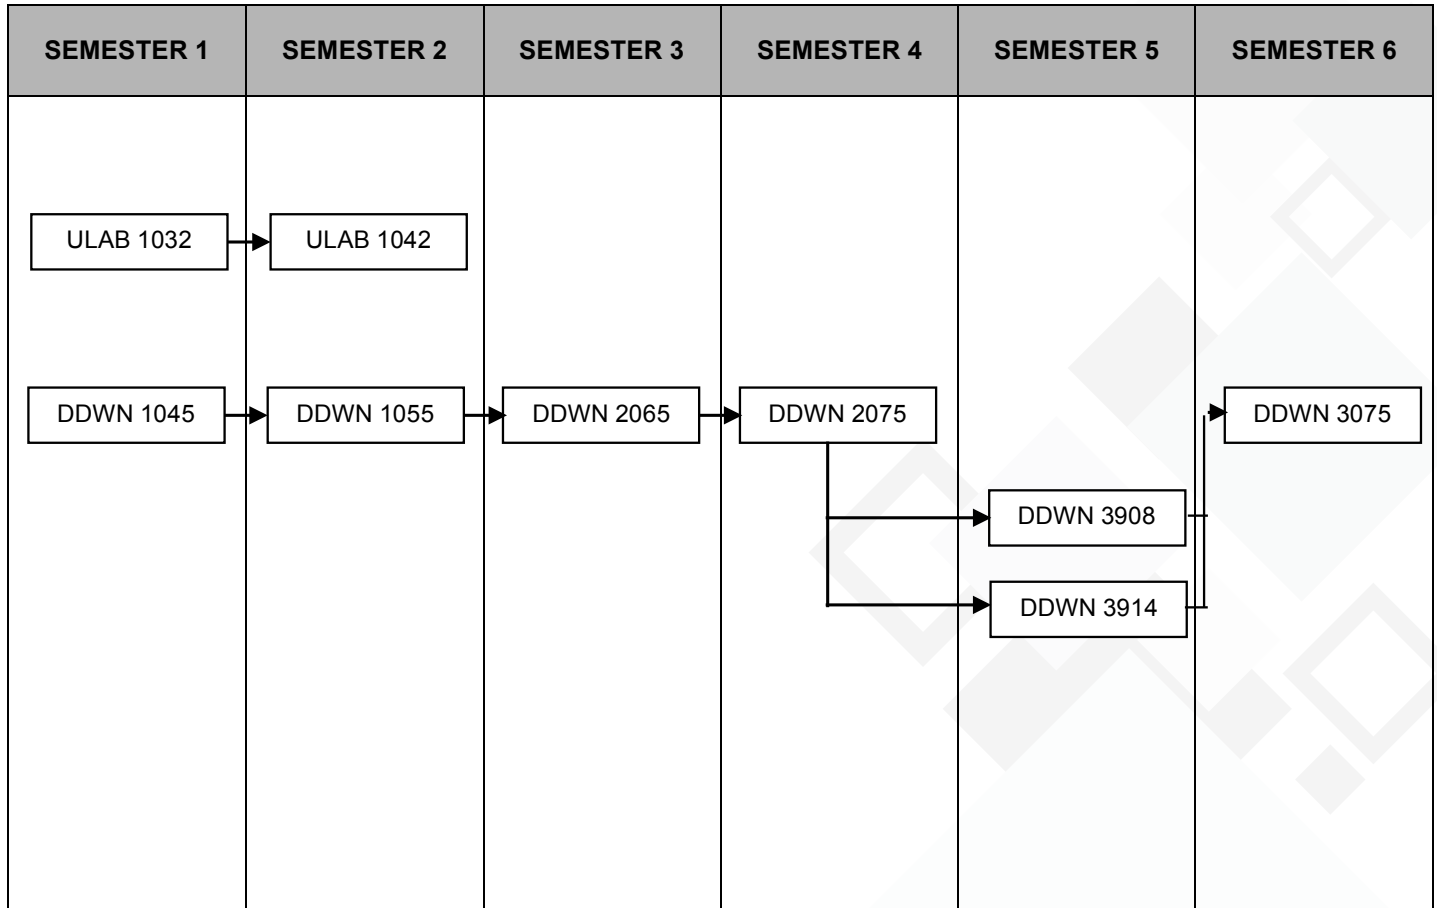 SEMESTER 1 SEMESTER 2 SEMESTER 3 SEMESTER 4 SEMESTER 5 SEMESTER 6
ULAB 1032 ULAB 1042
DDWN 1045 DDWN 1055 DDWN 2065 DDWN 2075 DDWN 3075
DDWN 3908
DDWN 3914